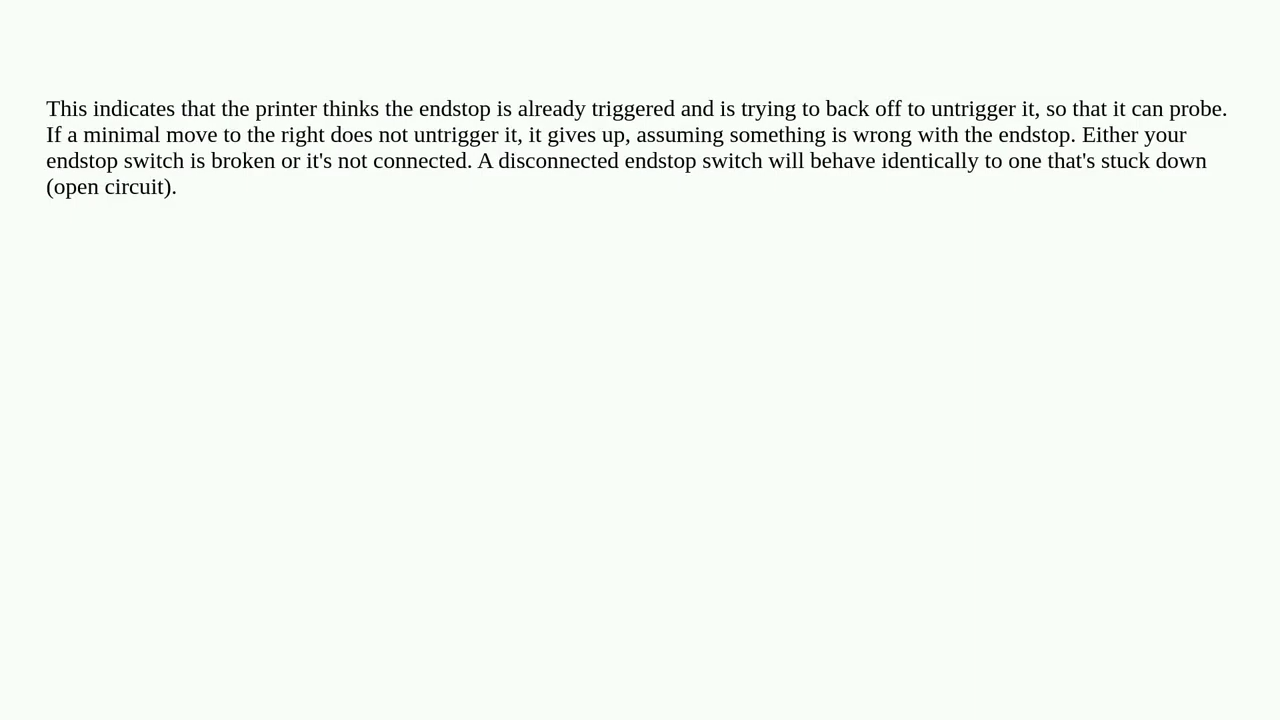 This indicates that the printer thinks the endstop is already triggered and is trying to back off to untrigger it, so that it can probe.
If a minimal move to the right does not untrigger it, it gives up, assuming something is wrong with the endstop. Either your
endstop switch is broken or it's not connected. A disconnected endstop switch will behave identically to one that's stuck down
(open circuit).